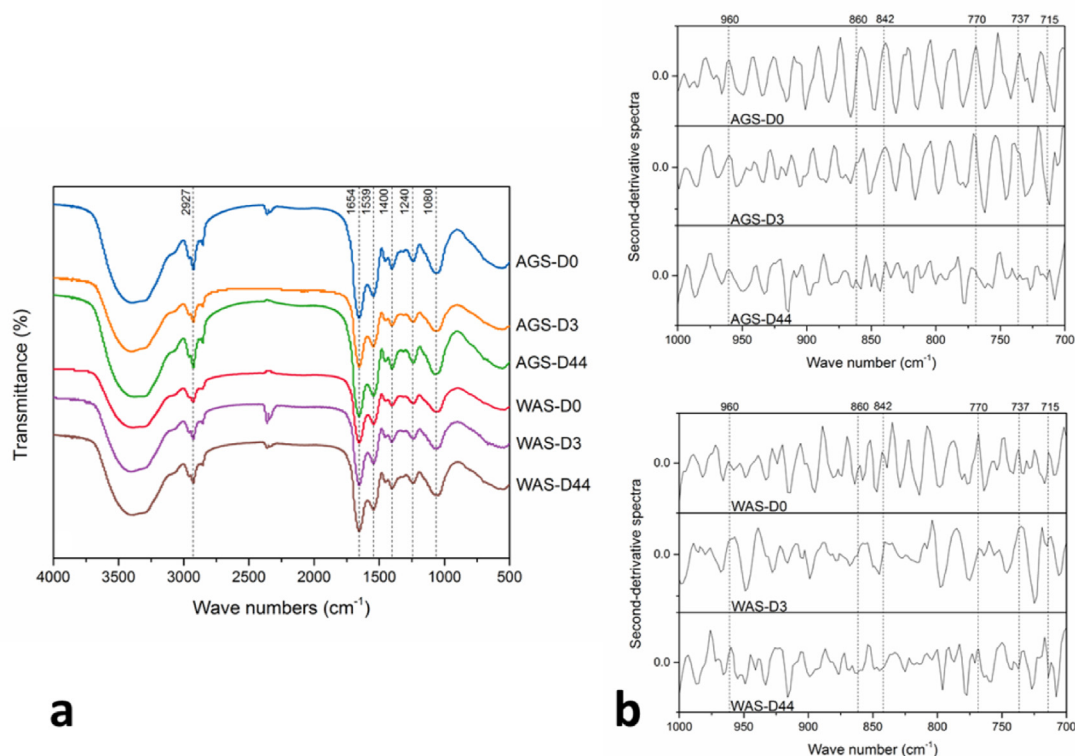 2927
1654
1539
1400
1240
1080
AGS-D0
AGS-D3
AGS-D44
WAS-D0
WAS-D3
WAS-D44
Transmittance (%)
4000 3500 3000 2500 2000 1500 1000 500
Wave numbers (cm⁻¹)
a
960 860 842 770 737 715
0.0
AGS-D0
0.0
AGS-D3
0.0
AGS-D44
Second-detrivative spectra
1000 950 900 850 800 750 700
Wave number (cm⁻¹)
960 860 842 770 737 715
0.0
WAS-D0
0.0
WAS-D3
0.0
WAS-D44
Second-detrivative spectra
1000 950 900 850 800 750 700
Wave number (cm⁻¹)
b